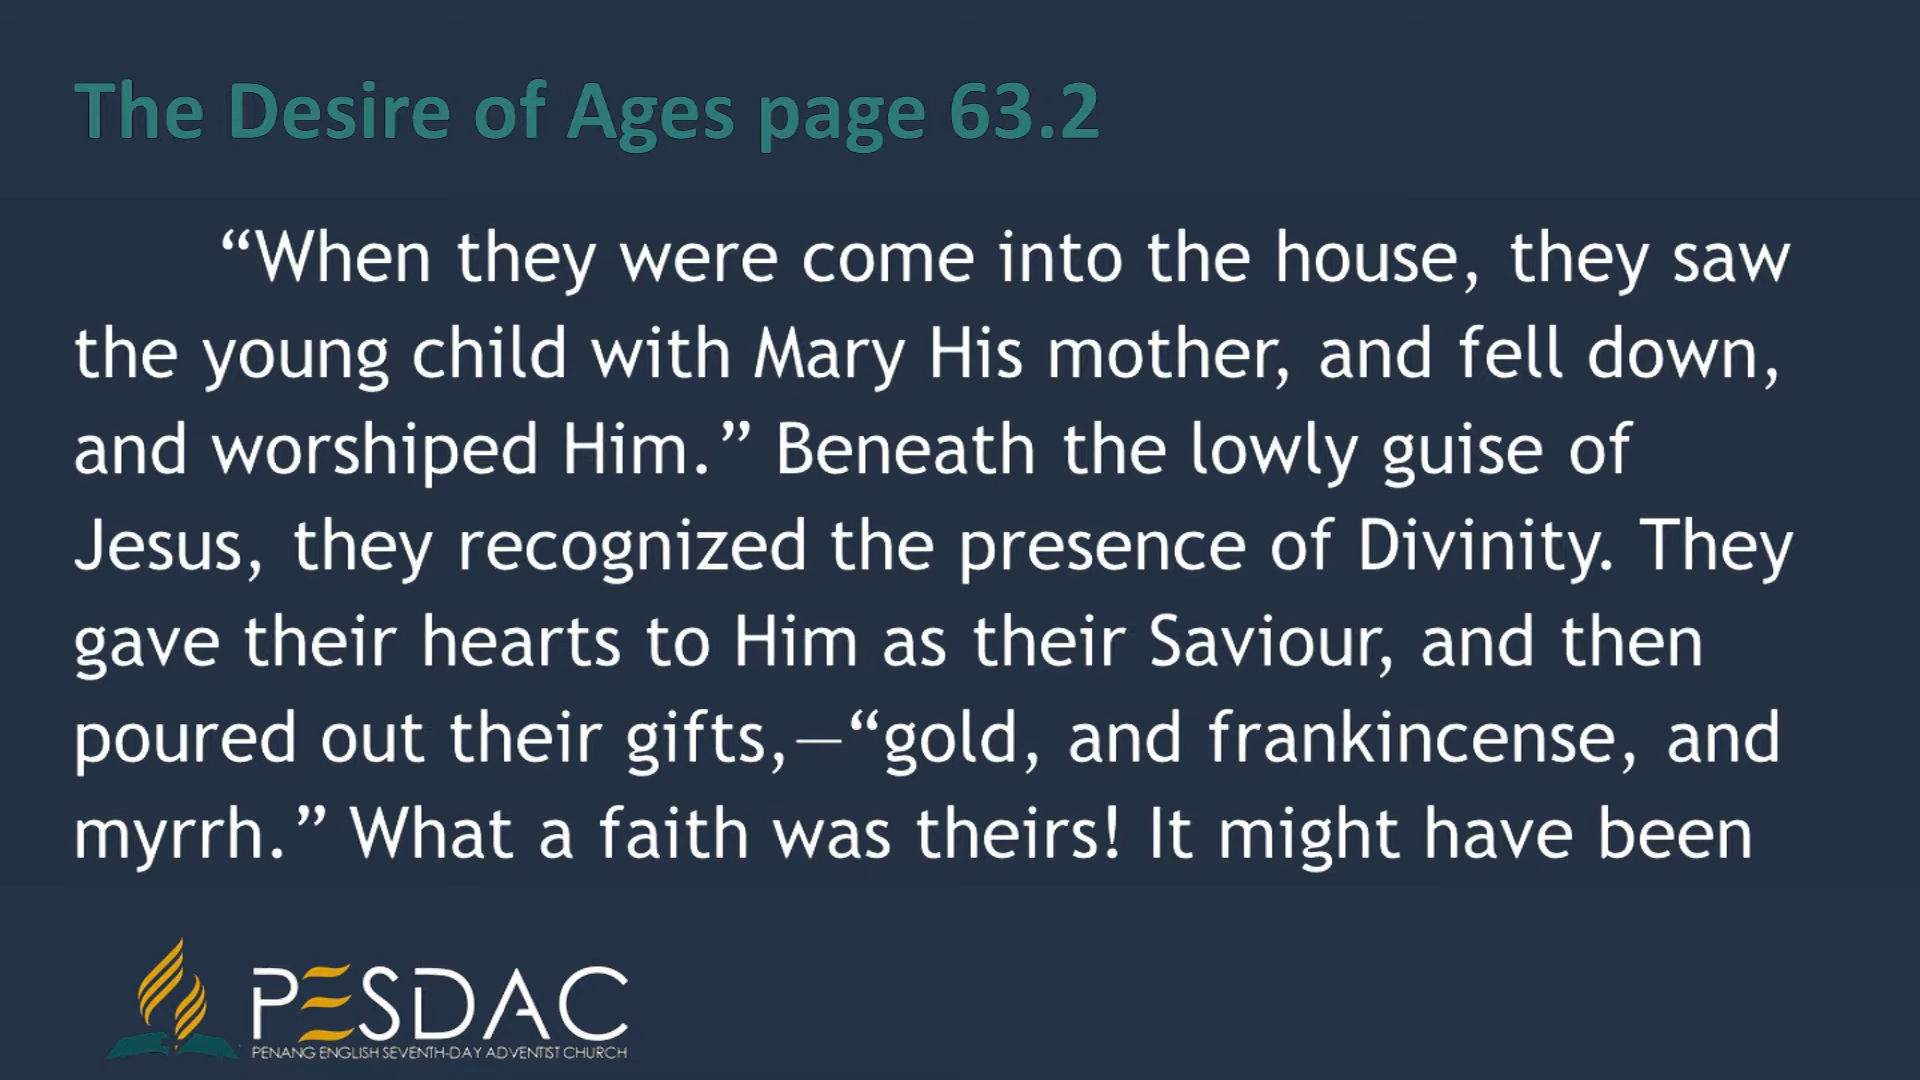 The Desire of Ages page 63.2
“When they were come into the house, they saw
the young child with Mary His mother, and fell down,
and worshiped Him.” Beneath the lowly guise of
Jesus, they recognized the presence of Divinity. They
gave their hearts to Him as their Saviour, and then
poured out their gifts,—“gold, and frankincense, and
myrrh.” What a faith was theirs! It might have been
PESDAC
PENANG ENGLISH SEVENTH-DAY ADVENTIST CHURCH